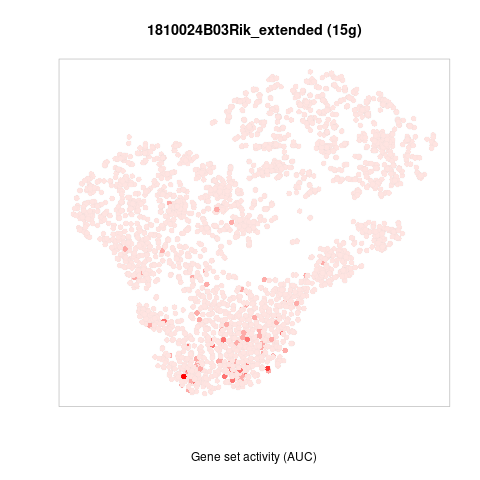 1810024B03Rik_extended (15g)
Gene set activity (AUC)